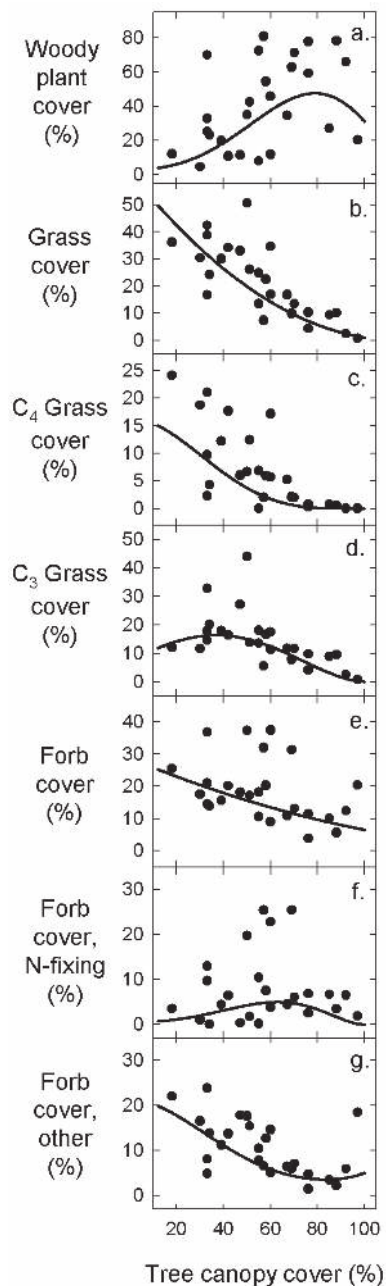 Woody
plant
cover
(%)
80
60
40
20
0
a.
Grass
cover
(%)
50
40
30
20
10
0
b.
C₄ Grass
cover
(%)
25
20
15
10
5
0
c.
C₃ Grass
cover
(%)
50
40
30
20
10
0
d.
Forb
cover
(%)
40
30
20
10
0
e.
Forb
cover,
N-fixing
(%)
30
20
10
0
f.
Forb
cover,
other
(%)
30
20
10
0
g.
20 40 60 80 100
Tree canopy cover (%)